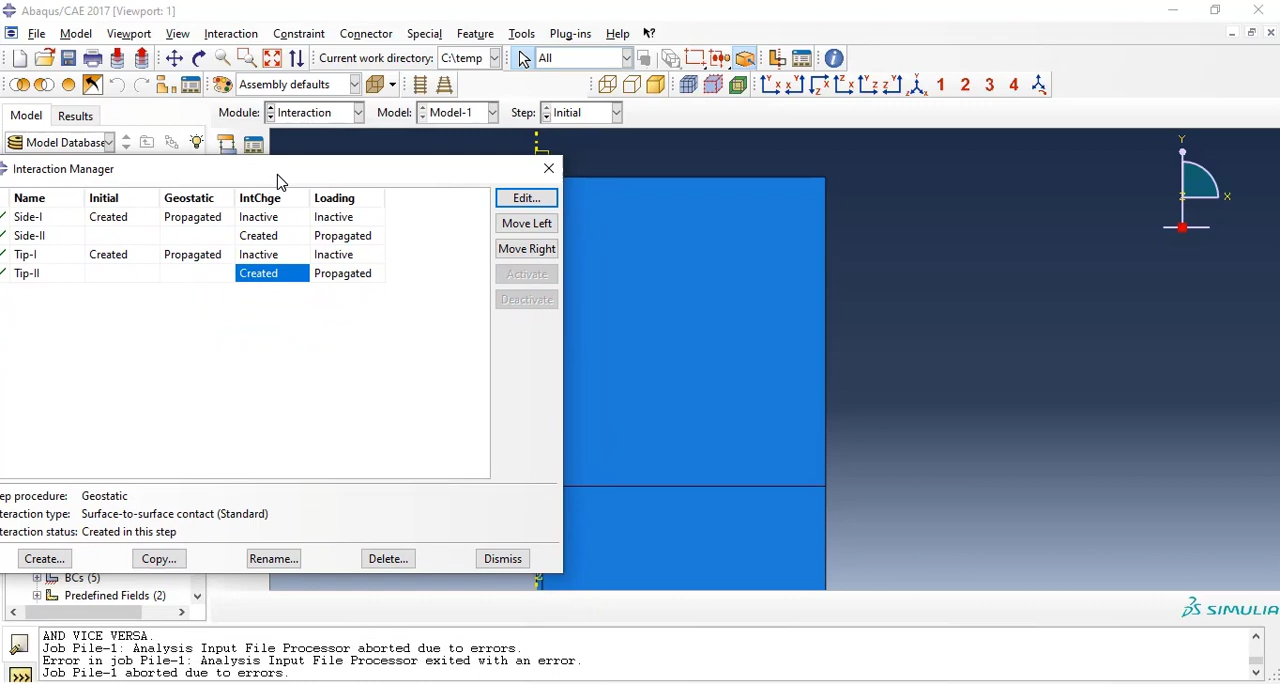 Abaqus/CAE 2017 [Viewport: 1]
File Model Viewport View Interaction Constraint Connector Special Feature Tools Plug-ins Help
Current work directory: C:\temp All
Assembly defaults 1 2 3 4
Model Results Module: Interaction Model: Model-1 Step: Initial
Model Database
Interaction Manager
Name Initial Geostatic IntChge Loading
Side-I Created Propagated Inactive Inactive
Side-II Created Propagated
Tip-I Created Propagated Inactive Inactive
Tip-II Created Propagated
Edit...
Move Left
Move Right
Activate
Deactivate
ep procedure: Geostatic
teraction type: Surface-to-surface contact (Standard)
teraction status: Created in this step
Create... Copy... Rename... Delete... Dismiss
Y
X
Z
BCs (5)
Predefined Fields (2)
SIMULIA
AND VICE VERSA.
Job Pile-1: Analysis Input File Processor aborted due to errors.
Error in job Pile-1: Analysis Input File Processor exited with an error.
Job Pile-1 aborted due to errors.